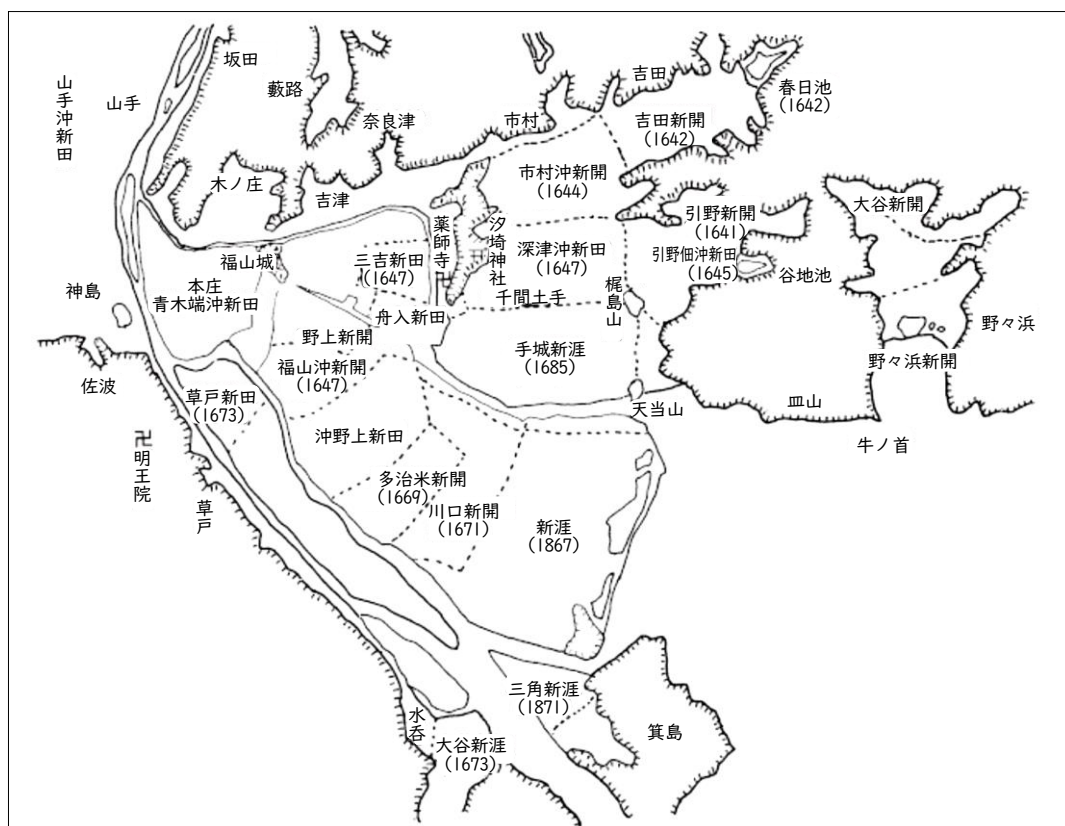 坂田
山手沖新田
山手
藪路
奈良津
市村
吉田
春日池
(1642)
吉田新開
(1642)
木ノ庄
吉津
市村沖新開
(1644)
薬師寺
汐埼神社
引野新開
(1641)
大谷新開
福山城
三吉新田
(1647)
深津沖新田
(1647)
引野佃沖新田
(1645)
谷地池
本庄
青木端沖新田
神島
千間土手
梶島山
舟入新田
野上新開
手城新涯
(1685)
野々浜
野々浜新開
福山沖新開
(1647)
佐波
草戸新田
(1673)
天当山
皿山
牛ノ首
卍明王院
沖野上新田
草戸
多治米新開
(1669)
川口新開
(1671)
新涯
(1867)
三角新涯
(1871)
水呑
箕島
大谷新涯
(1673)